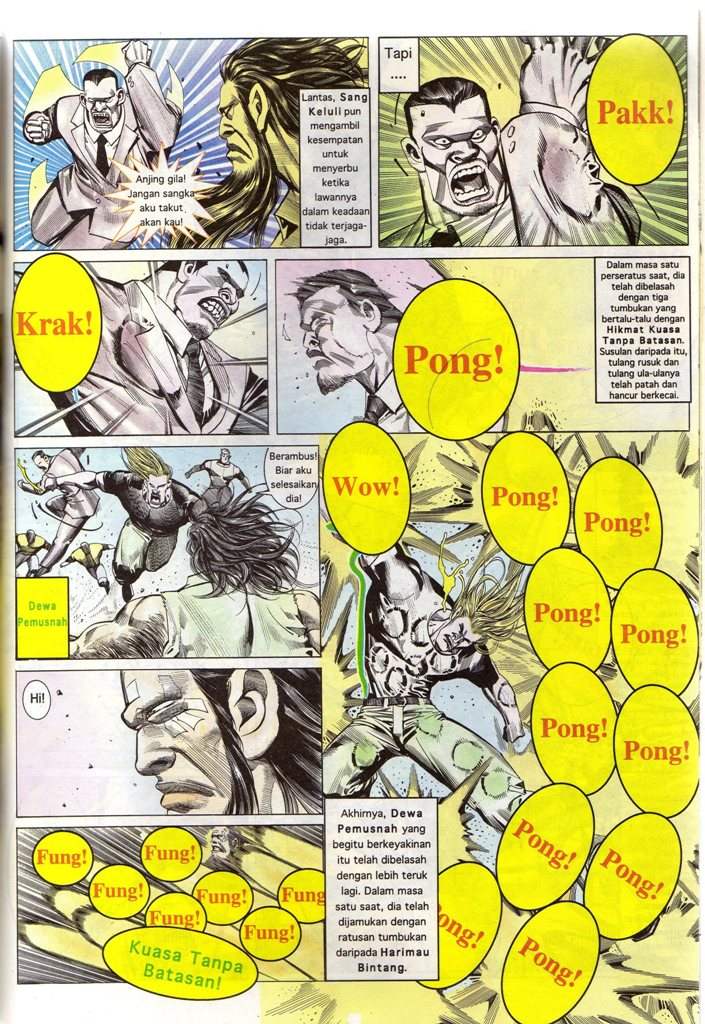 Anjing gila!
Jangan sangka
aku takut
akan kau!
Lantas, Sang
Keluli pun
mengambil
kesempatan
untuk
menyerbu
ketika
lawannya
dalam keadaan
tidak terjaga-
jaga.
Tapi
....
Pakk!
Krak!
Pong!
Dalam masa satu
perseratus saat, dia
telah dibelasah
dengan tiga
tumbukan yang
bertalu-talu dengan
Hikmat Kuasa
Tanpa Batasan.
Susulan daripada itu,
tulang rusuk dan
tulang ula-ulanya
telah patah dan
hancur berkecai.
Berambus!
Biar aku
selesaikan
dia!
Dewa
Pemusnah
Wow!
Pong!
Pong!
Pong!
Pong!
Pong!
Pong!
Pong!
Pong!
Pong!
Pong!
Hi!
Fung!
Fung!
Fung!
Fung!
Fung!
Fung!
Fung!
Kuasa Tanpa
Batasan!
Akhirnya, Dewa
Pemusnah yang
begitu berkeyakinan
itu telah dibelasah
dengan lebih teruk
lagi. Dalam masa
satu saat, dia telah
dijamukan dengan
ratusan tumbukan
daripada Harimau
Bintang.